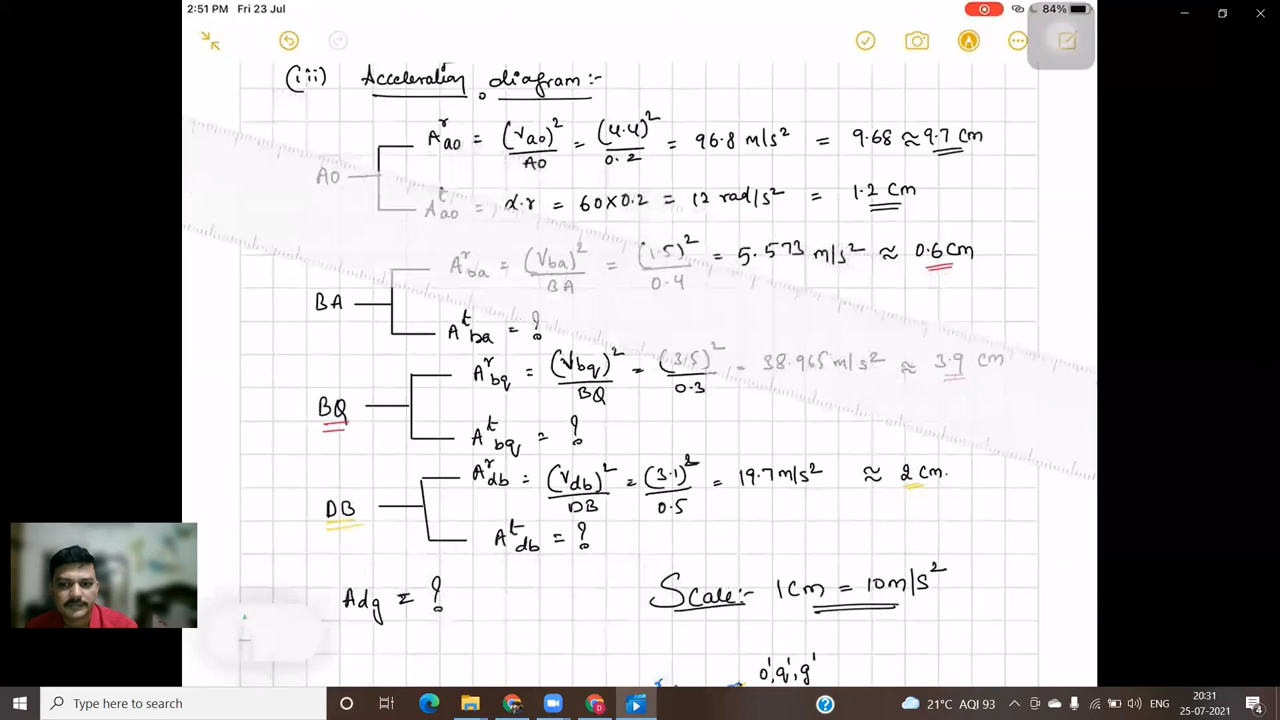 2:51 PM Fri 23 Jul 84%
(iii) Acceleration diagram:-
AO
A^r_ao = (Vao)^2/AO = (4.4)^2/0.2 = 96.8 m/s^2 = 9.68 ≈ 9.7 cm
A^t_ao = α.r = 60×0.2 = 12 rad/s^2 = 1.2 cm
BA
A^r_ba = (Vba)^2/BA = (1.5)^2/0.4 = 5.573 m/s^2 ≈ 0.6 cm
A^t_ba = ?
BQ
A^r_bq = (Vbq)^2/BQ = (3.5)^2/0.3 = 38.965 m/s^2 ≈ 3.9 cm
A^t_bq = ?
DB
A^r_db = (Vdb)^2/DB = (3.1)^2/0.5 = 19.7 m/s^2 ≈ 2 cm.
A^t_db = ?
Adg = ?
Scale:- 1cm = 10m/s^2
o',q',g'
Type here to search
21°C AQI 93 ENG 20:31
25-07-2021
4